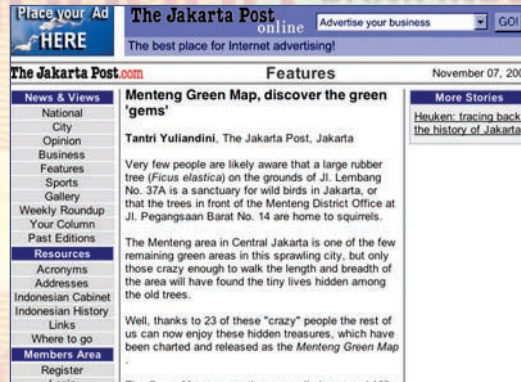 Place your Ad
HERE
The Jakarta Post
online
The best place for Internet advertising!
Advertise your business
GO!
The Jakarta Post.com
Features
November 07, 200
News & Views
National
City
Opinion
Business
Features
Sports
Gallery
Weekly Roundup
Your Column
Past Editions
Resources
Acronyms
Addresses
Indonesian Cabinet
Indonesian History
Links
Where to go
Members Area
Register
Menteng Green Map, discover the green
'gems'
Tantri Yuliandini, The Jakarta Post, Jakarta
Very few people are likely aware that a large rubber
tree (Ficus elastica) on the grounds of Jl. Lembang
No. 37A is a sanctuary for wild birds in Jakarta, or
that the trees in front of the Menteng District Office at
Jl. Pegangsaan Barat No. 14 are home to squirrels.
The Menteng area in Central Jakarta is one of the few
remaining green areas in this sprawling city, but only
those crazy enough to walk the length and breadth of
the area will have found the tiny lives hidden among
the old trees.
Well, thanks to 23 of these "crazy" people the rest of
us can now enjoy these hidden treasures, which have
been charted and released as the Menteng Green Map
.
More Stories
Heuken: tracing back
the history of Jakarta